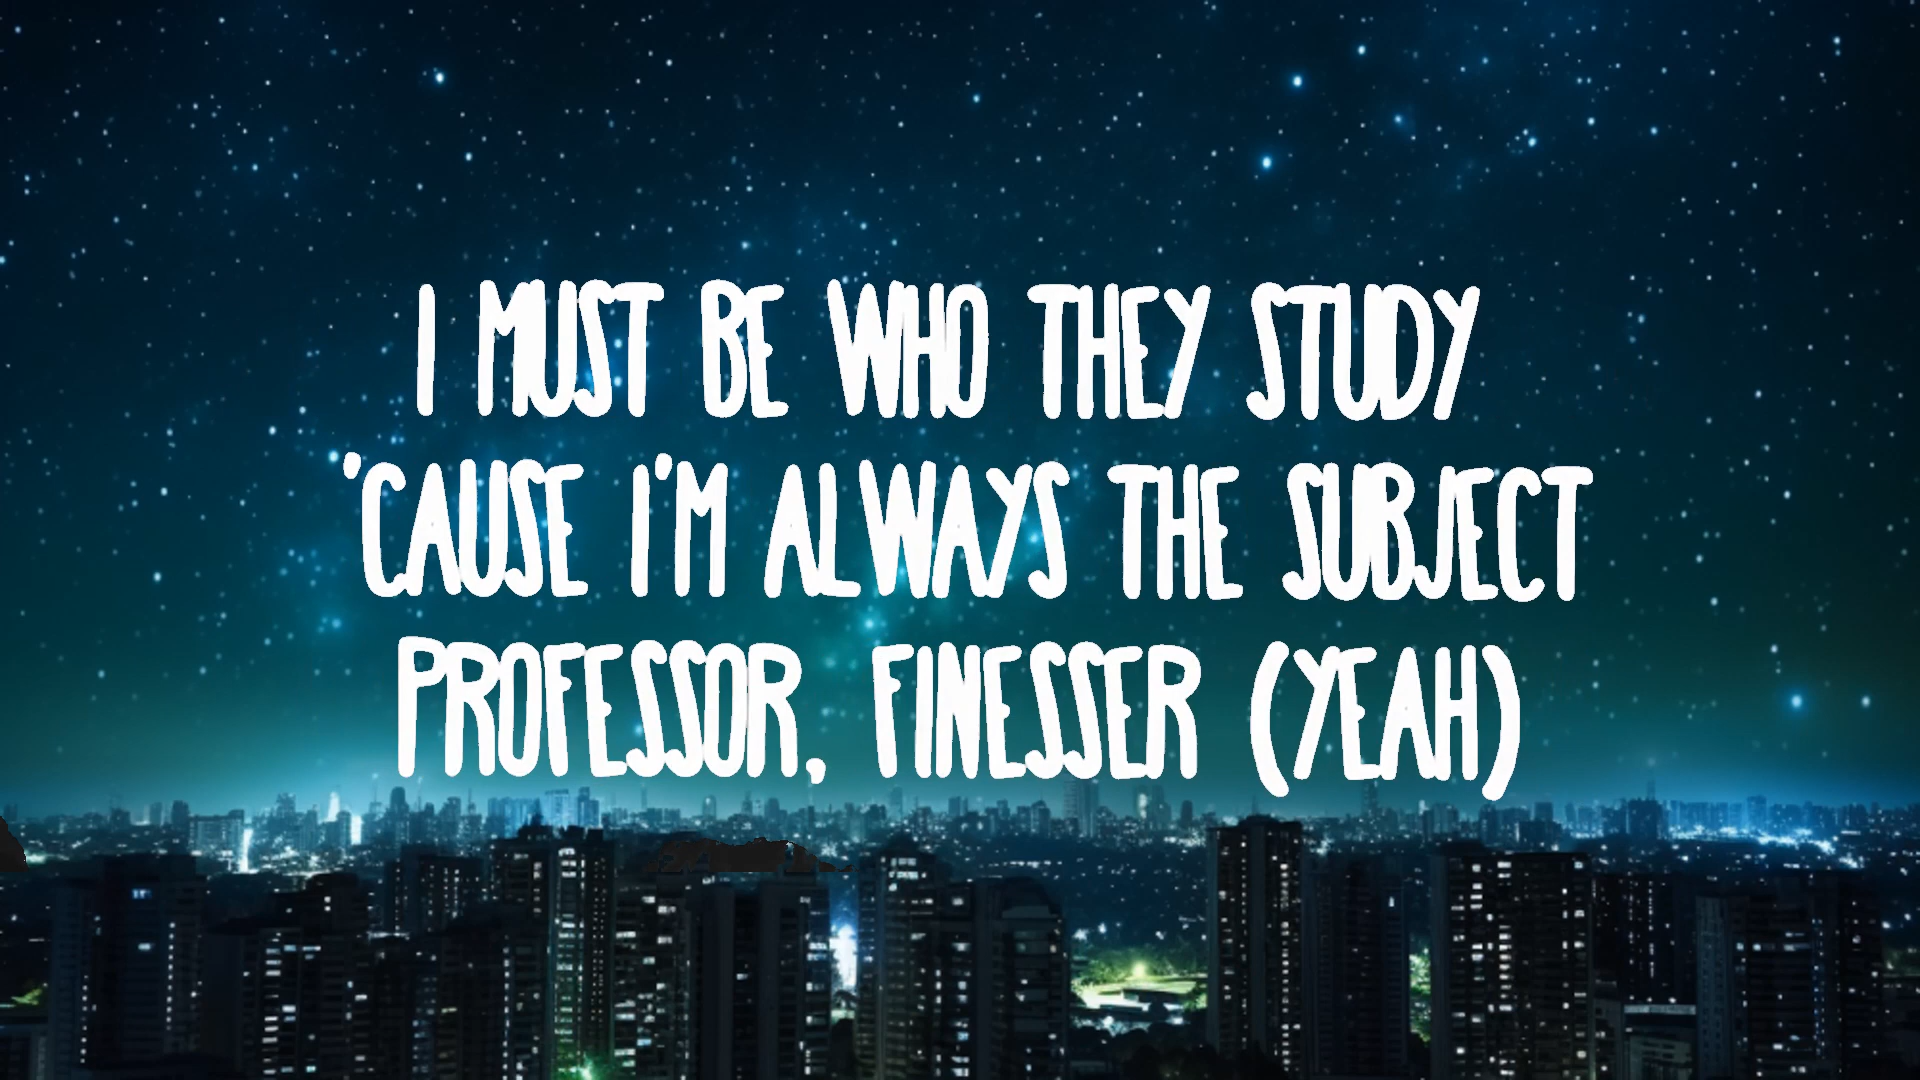 I MUST BE WHO THEY STUDY
'CAUSE I'M ALWAYS THE SUBJECT
PROFESSOR, FINESSER (YEAH)